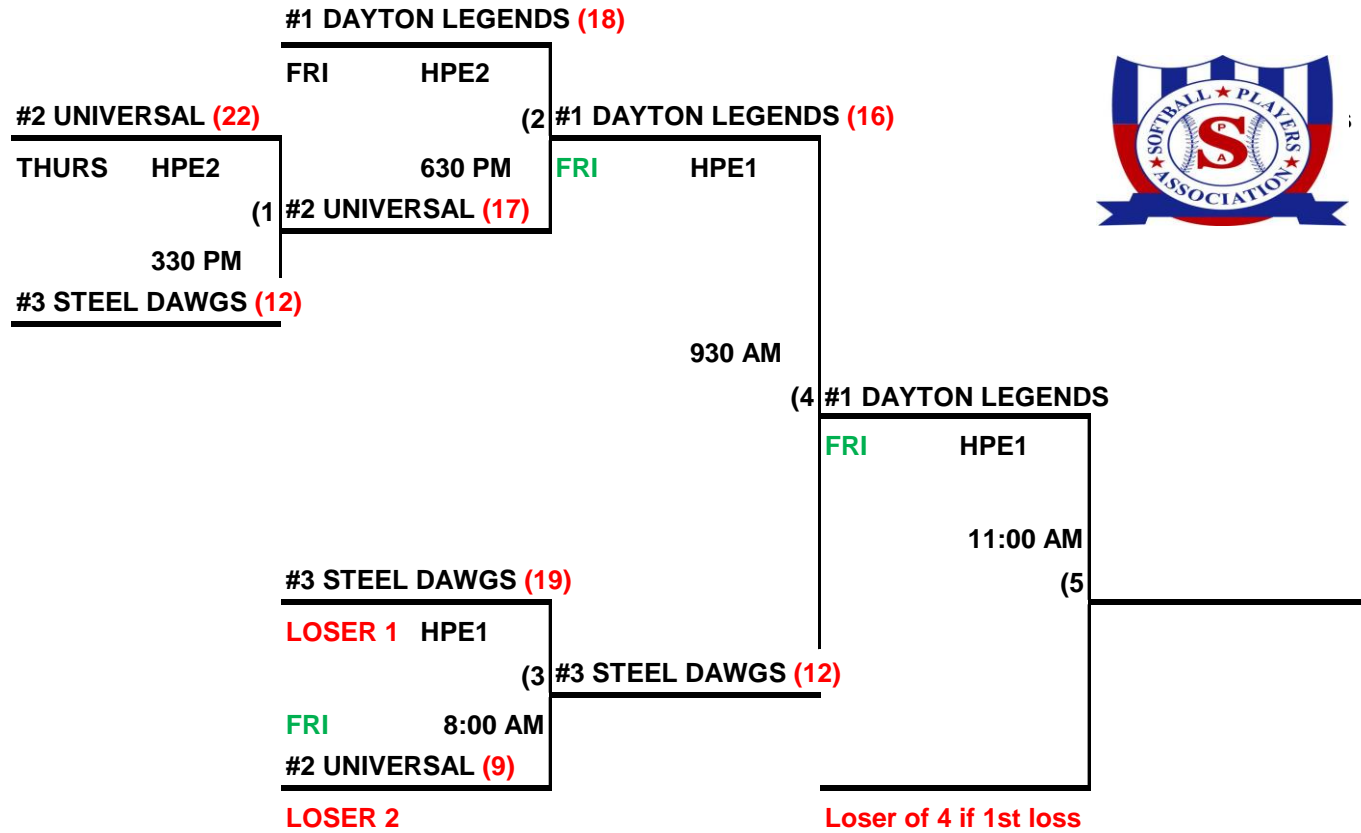 #1 DAYTON LEGENDS (18)
FRI HPE2
#2 UNIVERSAL (22)
(2 #1 DAYTON LEGENDS (16)
THURS HPE2
630 PM
FRI HPE1
(1 #2 UNIVERSAL (17)
330 PM
#3 STEEL DAWGS (12)
SOFTBALL ★ PLAYERS
SPA
★ ASSOCIATION ★
930 AM
(4 #1 DAYTON LEGENDS
FRI HPE1
11:00 AM
(5
#3 STEEL DAWGS (19)
LOSER 1 HPE1
(3 #3 STEEL DAWGS (12)
FRI 8:00 AM
#2 UNIVERSAL (9)
LOSER 2
Loser of 4 if 1st loss